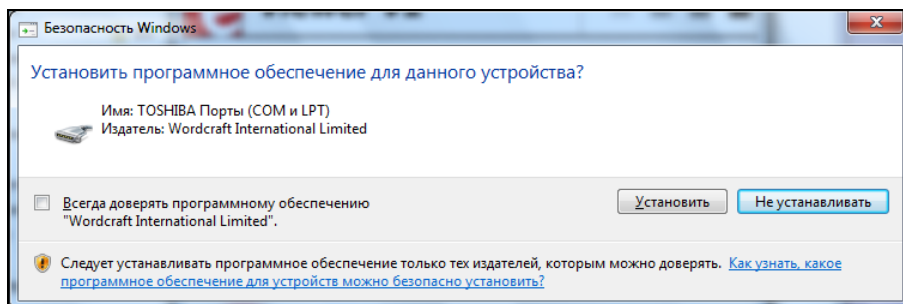 Безопасность Windows
Установить программное обеспечение для данного устройства?
Имя: TOSHIBA Порты (COM и LPT)
Издатель: Wordcraft International Limited
Всегда доверять программному обеспечению
"Wordcraft International Limited".
Установить
Не устанавливать
Следует устанавливать программное обеспечение только тех издателей, которым можно доверять. Как узнать, какое
программное обеспечение для устройств можно безопасно установить?